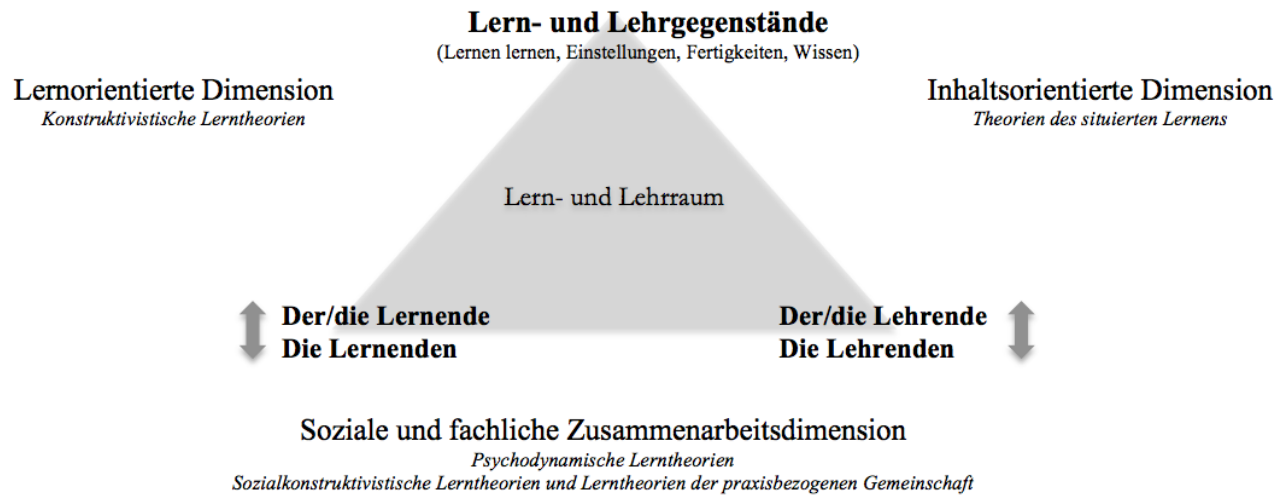 Lern- und Lehrgegenstände
(Lernen lernen, Einstellungen, Fertigkeiten, Wissen)
Lernorientierte Dimension
Konstruktivistische Lerntheorien
Inhaltsorientierte Dimension
Theorien des situierten Lernens
Lern- und Lehrraum
Der/die Lernende
Die Lernenden
Der/die Lehrende
Die Lehrenden
Soziale und fachliche Zusammenarbeitsdimension
Psychodynamische Lerntheorien
Sozialkonstruktivistische Lerntheorien und Lerntheorien der praxisbezogenen Gemeinschaft